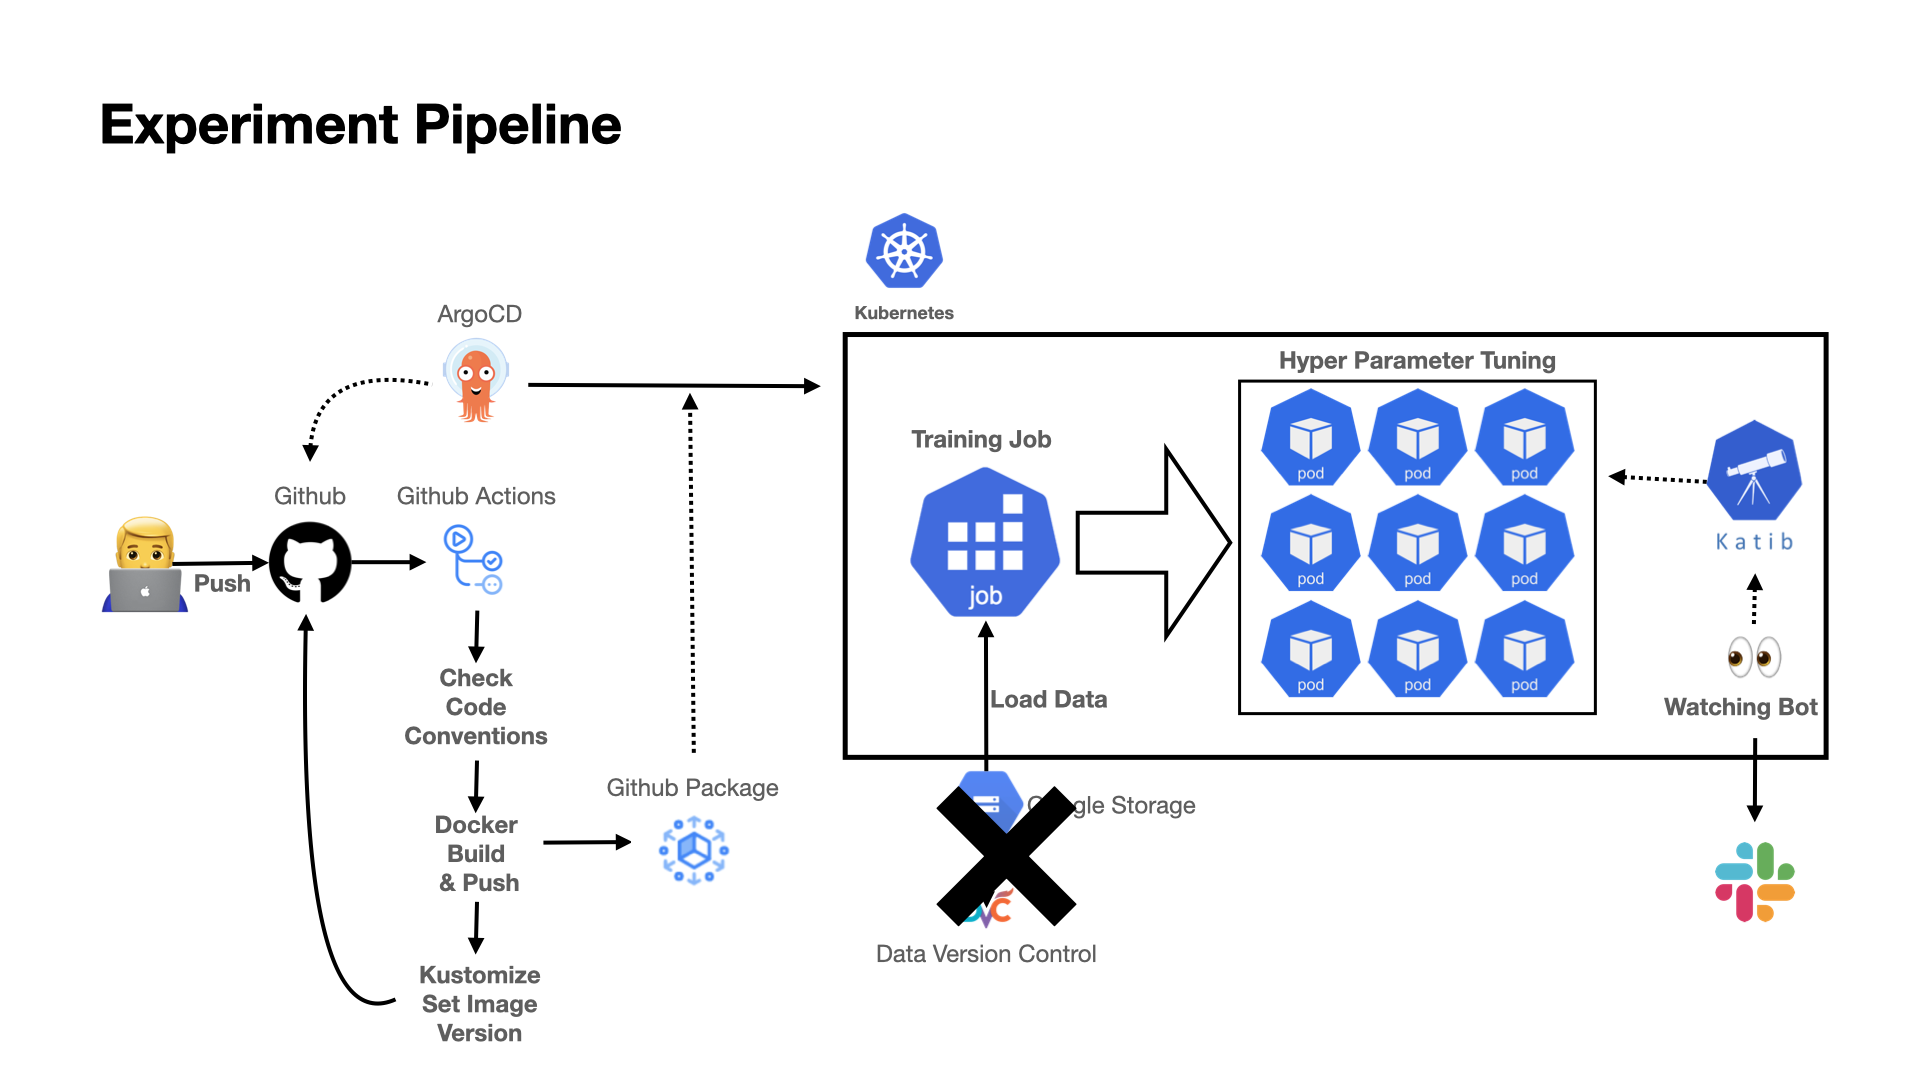 Experiment Pipeline
Kubernetes
ArgoCD
Hyper Parameter Tuning
Training Job
pod
pod
pod
Github
Github Actions
Push
job
Katib
pod
pod
pod
Check
Code
Conventions
pod
pod
pod
Load Data
Watching Bot
Github Package
Storage
Docker
Build
& Push
Data Version Control
Kustomize
Set Image
Version